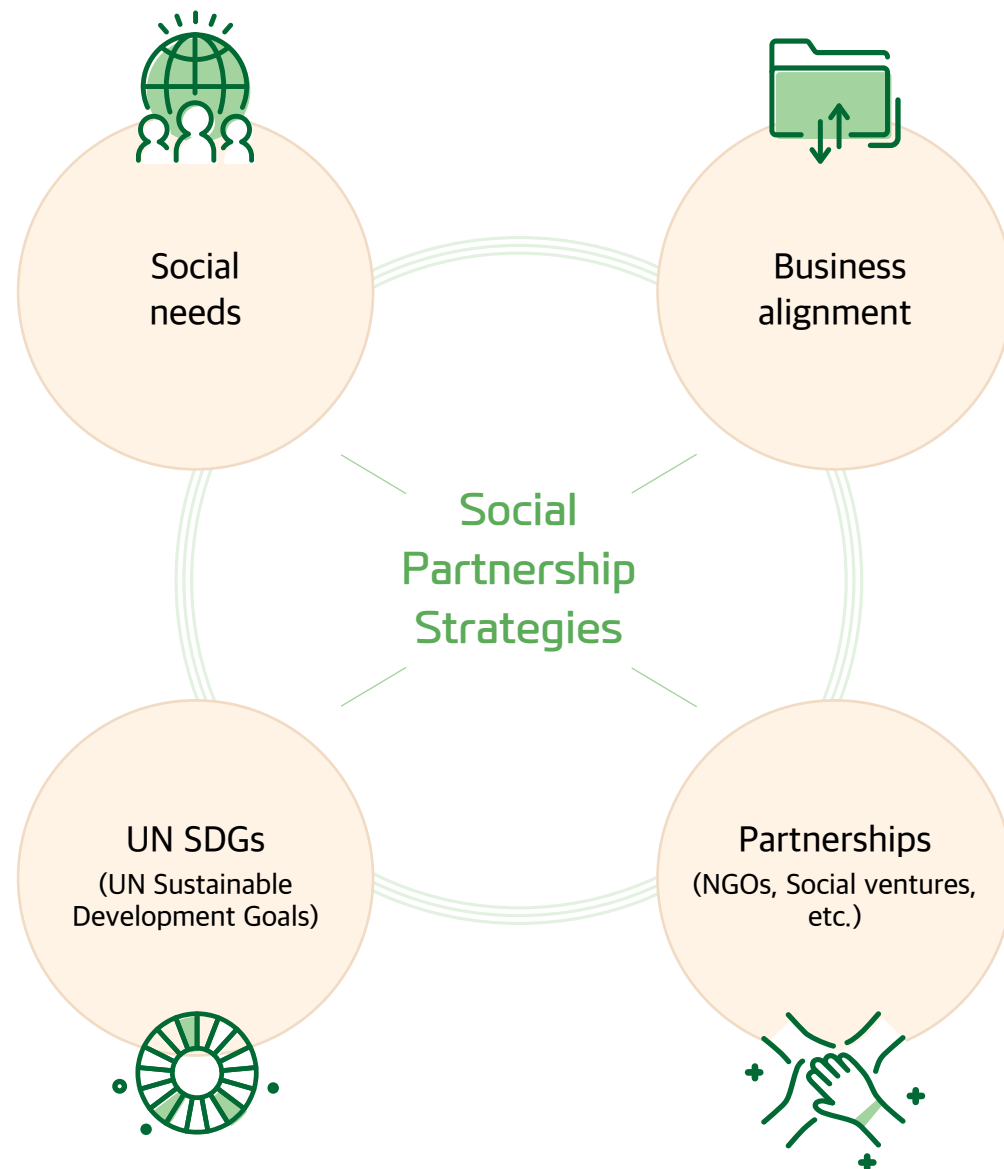 Social
needs
Business
alignment
Social
Partnership
Strategies
UN SDGs
(UN Sustainable
Development Goals)
Partnerships
(NGOs, Social ventures,
etc.)